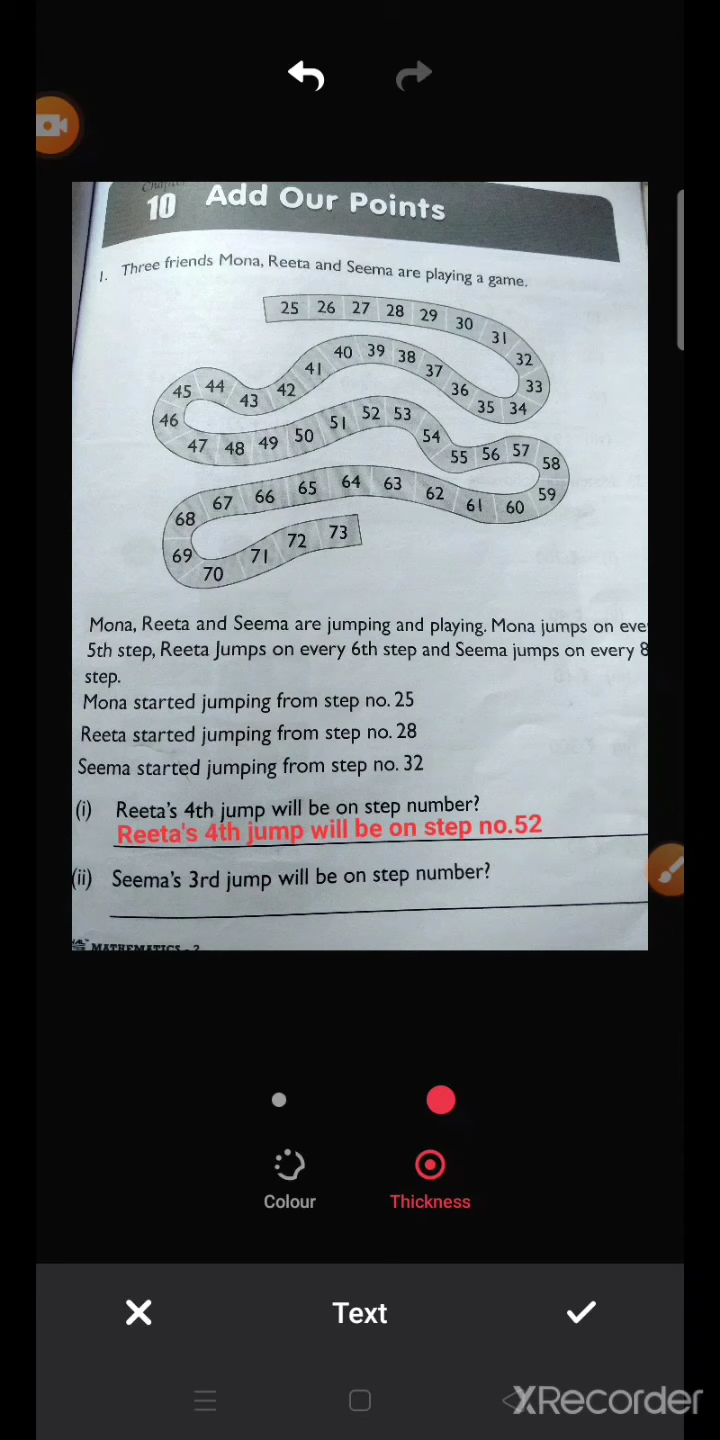 Chapter
10 Add Our Points
1. Three friends Mona, Reeta and Seema are playing a game.
25 26 27 28 29 30 31 32 33
45 44 43 42 41 40 39 38 37 36 35 34
46 47 48 49 50 51 52 53 54 55 56 57 58
68 67 66 65 64 63 62 61 60 59
69 70 71 72 73
Mona, Reeta and Seema are jumping and playing. Mona jumps on eve
5th step, Reeta Jumps on every 6th step and Seema jumps on every 8
step.
Mona started jumping from step no. 25
Reeta started jumping from step no. 28
Seema started jumping from step no. 32
(i) Reeta's 4th jump will be on step number?
Reeta's 4th jump will be on step no.52
(ii) Seema's 3rd jump will be on step number?
MATHEMATICS - 2
Colour Thickness
Text
XRecorder